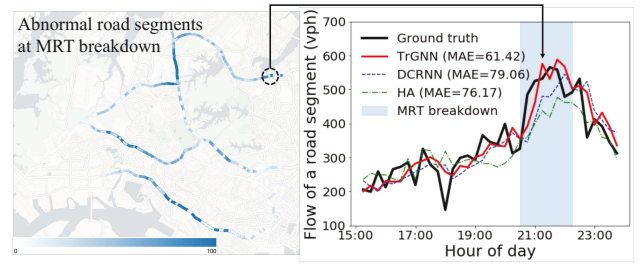 Abnormal road segments
at MRT breakdown
0
100
Flow of a road segment (vph)
700
600
500
400
300
200
100
Ground truth
TrGNN (MAE=61.42)
DCRNN (MAE=79.06)
HA (MAE=76.17)
MRT breakdown
15:00 17:00 19:00 21:00 23:00
Hour of day